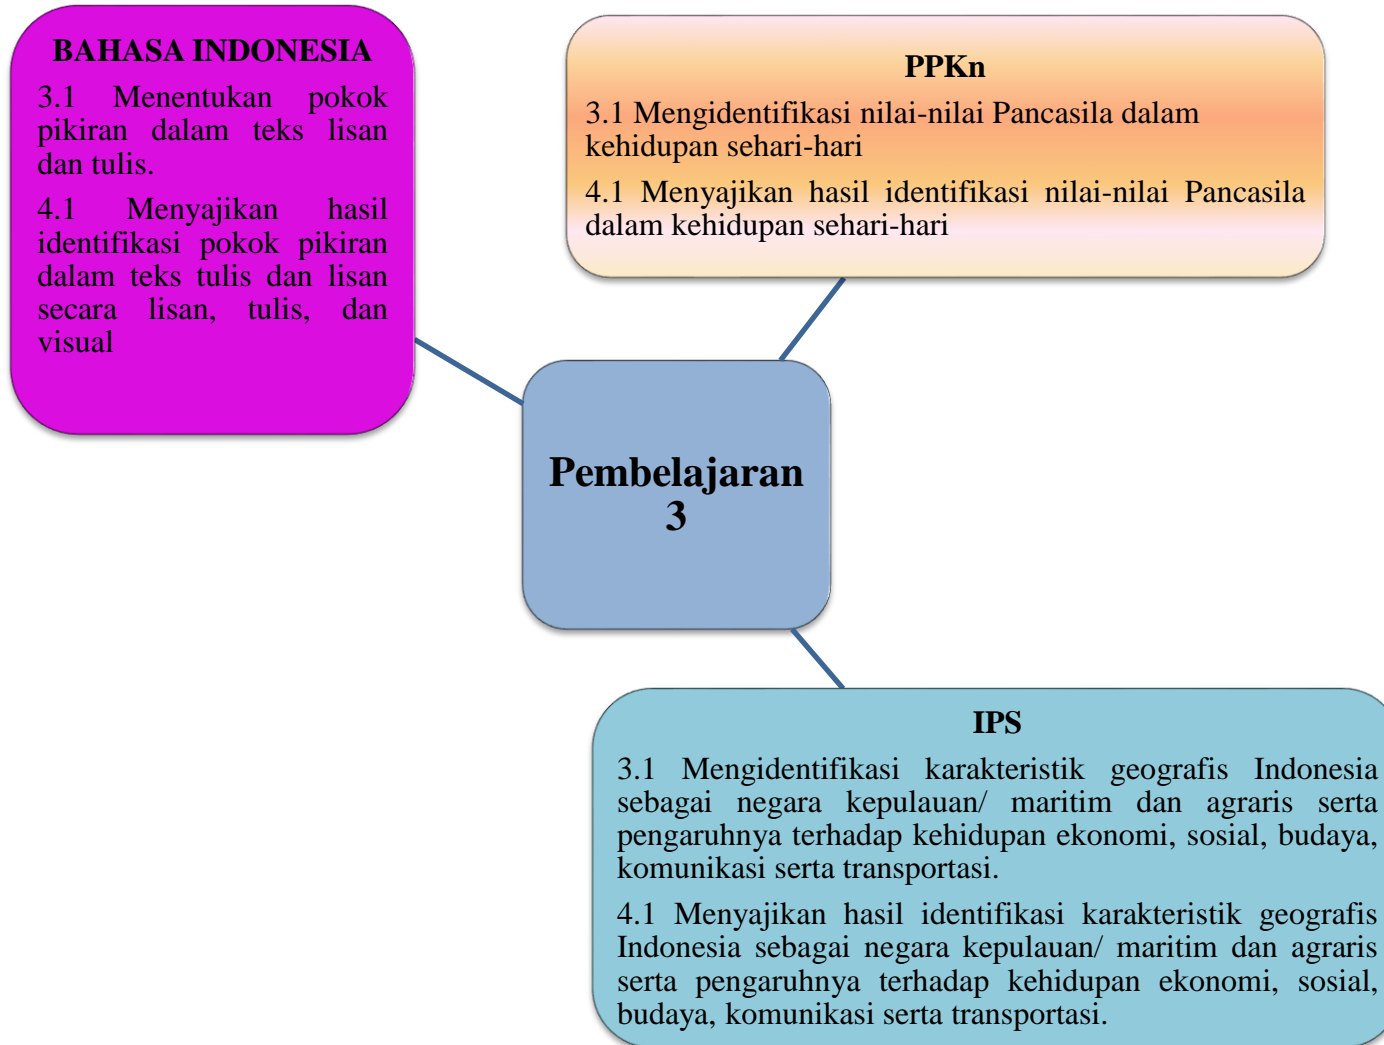 BAHASA INDONESIA
3.1 Menentukan pokok
pikiran dalam teks lisan
dan tulis.
4.1 Menyajikan hasil
identifikasi pokok pikiran
dalam teks tulis dan lisan
secara lisan, tulis, dan
visual
PPKn
3.1 Mengidentifikasi nilai-nilai Pancasila dalam
kehidupan sehari-hari
4.1 Menyajikan hasil identifikasi nilai-nilai Pancasila
dalam kehidupan sehari-hari
Pembelajaran
3
IPS
3.1 Mengidentifikasi karakteristik geografis Indonesia
sebagai negara kepulauan/ maritim dan agraris serta
pengaruhnya terhadap kehidupan ekonomi, sosial, budaya,
komunikasi serta transportasi.
4.1 Menyajikan hasil identifikasi karakteristik geografis
Indonesia sebagai negara kepulauan/ maritim dan agraris
serta pengaruhnya terhadap kehidupan ekonomi, sosial,
budaya, komunikasi serta transportasi.